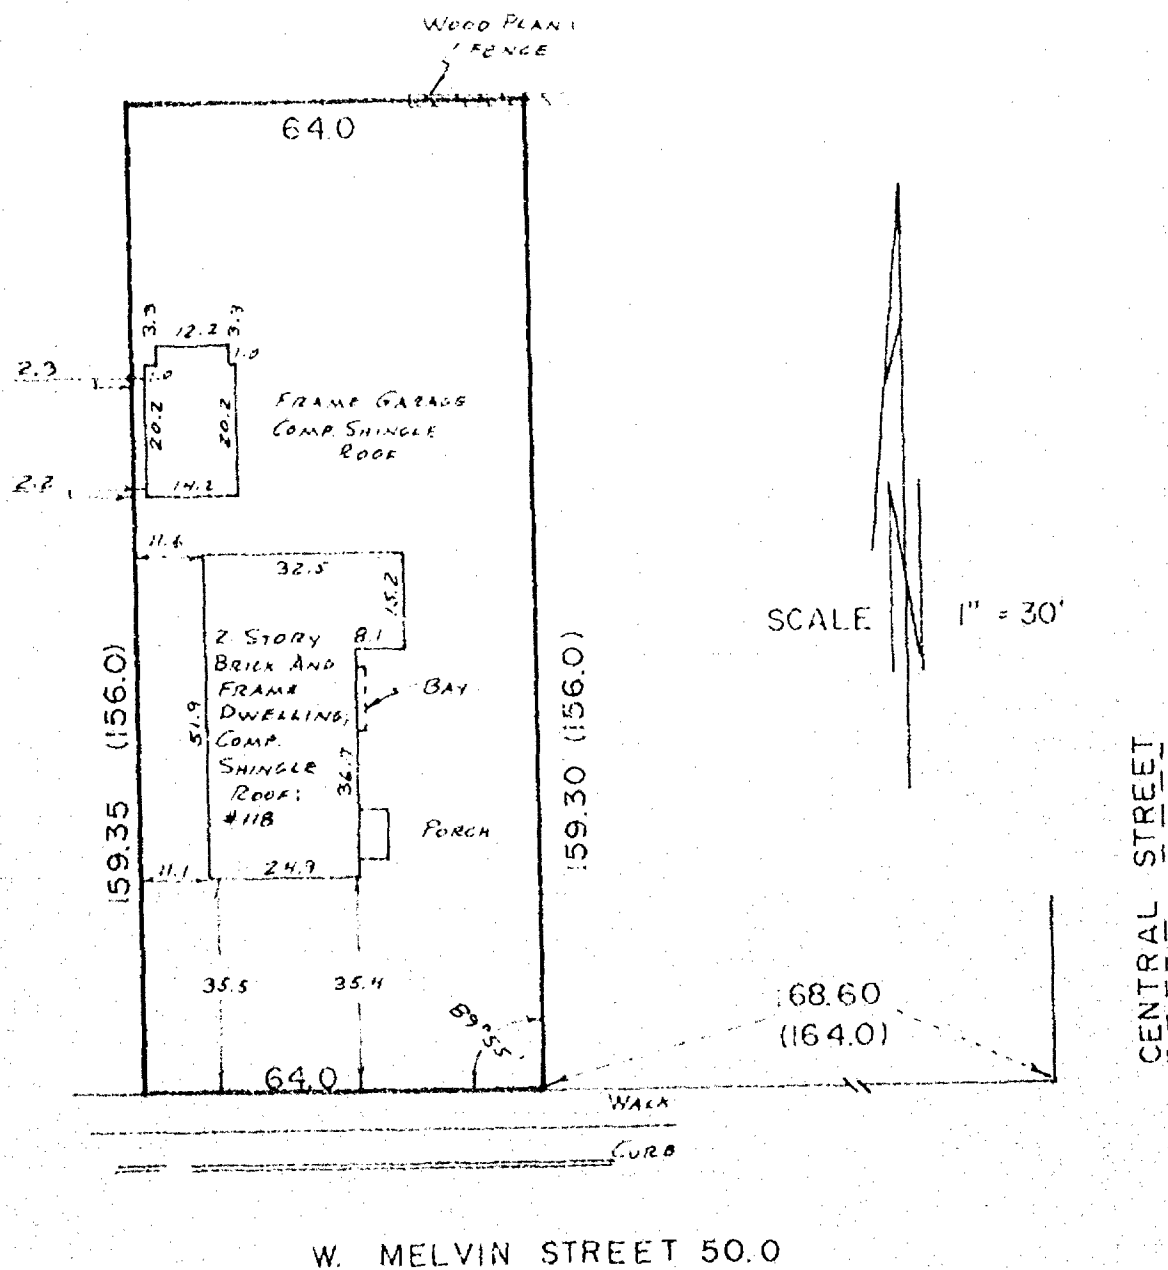 WOOD PLANK
FENCE
64.0
3.3
12.2
3.3
1.0
2.3
1.0
20.2
20.2
FRAME GARAGE
COMP. SHINGLE
ROOF
2.2
14.2
11.6
32.5
15.2
8.1
2 STORY
BRICK AND
FRAME
DWELLING;
COMP.
SHINGLE
ROOF;
#118
BAY
51.9
36.7
PORCH
159.35 (156.0)
159.30 (156.0)
11.1
24.9
35.5
35.4
89°55'
64.0
SCALE 1" = 30'
168.60
(164.0)
CENTRAL STREET
WALK
CURB
W. MELVIN STREET 50.0